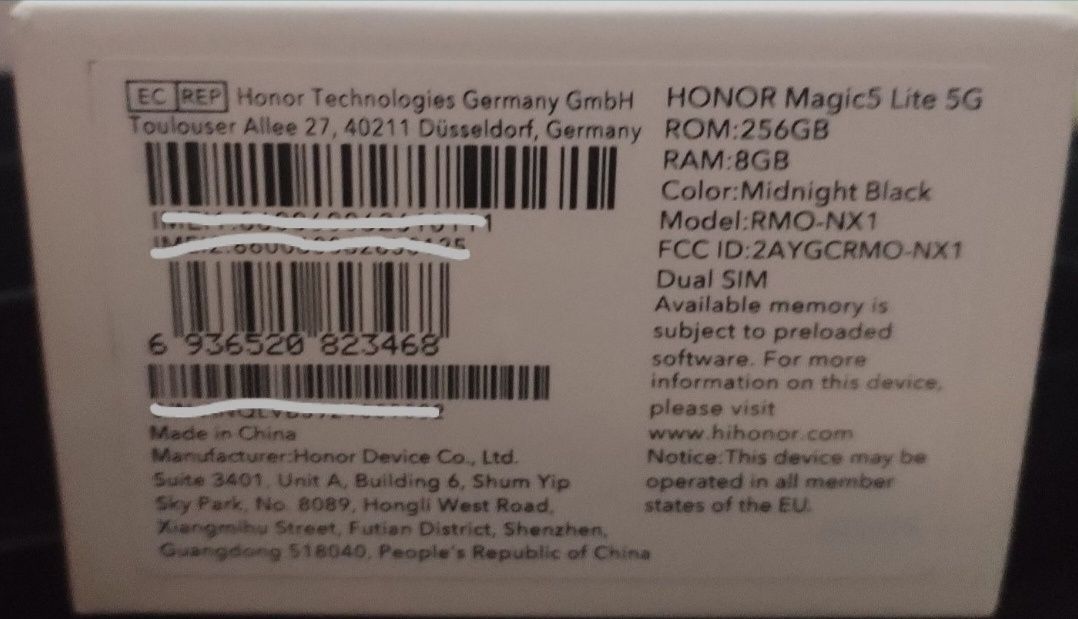 EC REP Honor Technologies Germany GmbH
Toulouser Allee 27, 40211 Düsseldorf, Germany
6 936520 823468
Made in China
Manufacturer:Honor Device Co., Ltd.
Suite 3401, Unit A, Building 6, Shum Yip
Sky Park, No. 8089, Hongli West Road,
Xiangmihu Street, Futian District, Shenzhen,
Guangdong 518040, People's Republic of China
HONOR Magic5 Lite 5G
ROM:256GB
RAM:8GB
Color:Midnight Black
Model:RMO-NX1
FCC ID:2AYGCRMO-NX1
Dual SIM
Available memory is
subject to preloaded
software. For more
information on this device,
please visit
www.hihonor.com
Notice:This device may be
operated in all member
states of the EU.